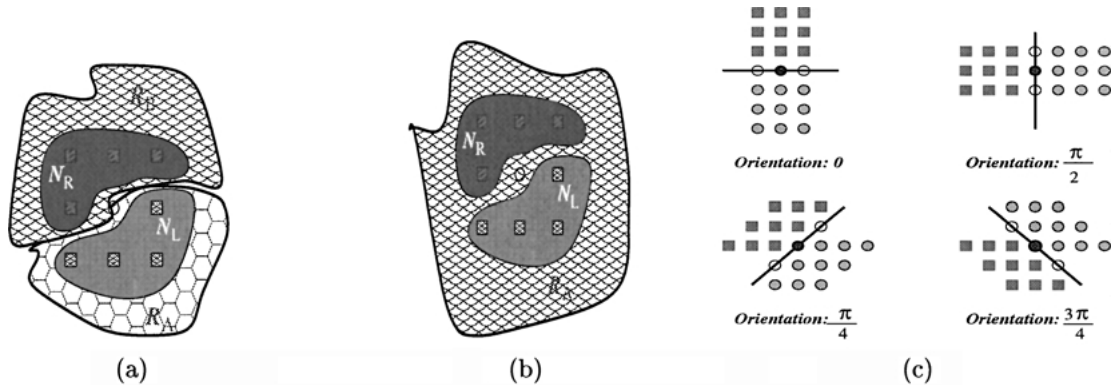 R_B
N_R
N_L
R_A
N_R
N_L
R_A
Orientation: 0
Orientation: π/2
Orientation: π/4
Orientation: 3π/4
(a)
(b)
(c)